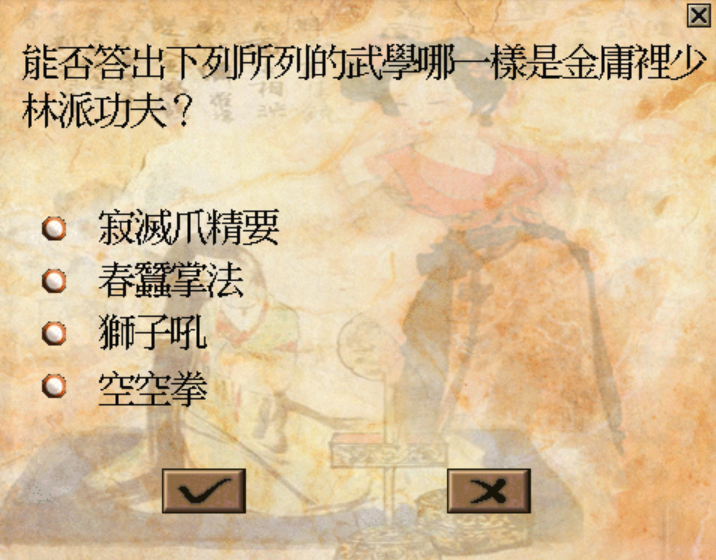 能否答出下列所列的武學哪一樣是金庸裡少
林派功夫？
寂滅爪精要
春蠶掌法
獅子吼
空空拳